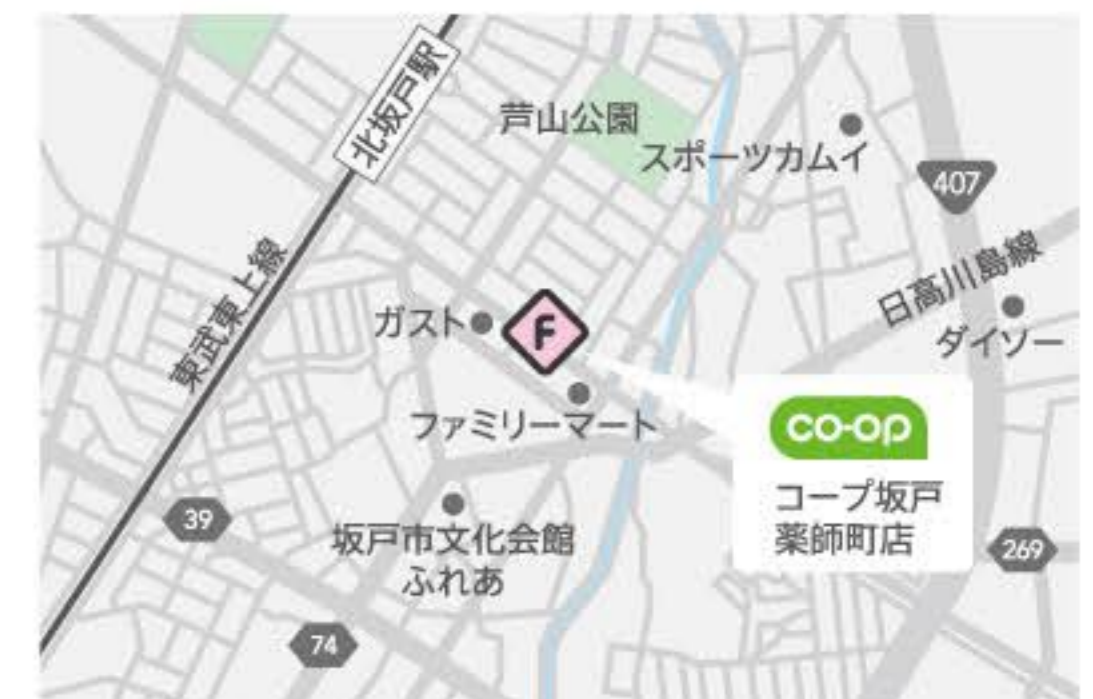 北坂戸駅
芦山公園
スポーツカムイ
407
東武東上線
日高川島線
ガスト
F
ダイソー
ファミリーマート
co-op
コープ坂戸
薬師町店
39
坂戸市文化会館
ふれあ
269
74